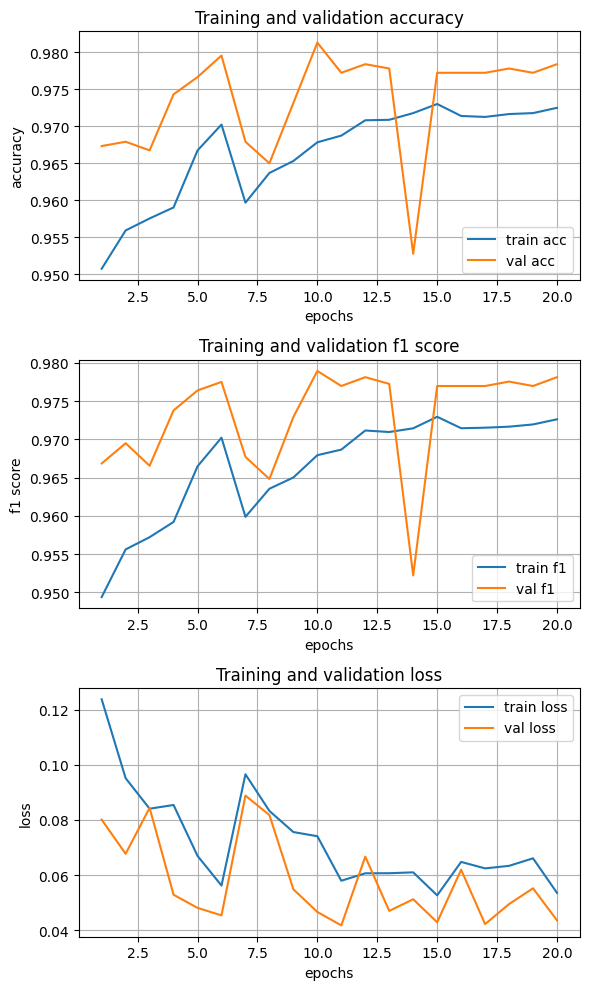 Training and validation accuracy
0.980
0.975
0.970
0.965
0.960
0.955
0.950
accuracy
train acc
val acc
2.5 5.0 7.5 10.0 12.5 15.0 17.5 20.0
epochs
Training and validation f1 score
0.980
0.975
0.970
0.965
0.960
0.955
0.950
f1 score
train f1
val f1
2.5 5.0 7.5 10.0 12.5 15.0 17.5 20.0
epochs
Training and validation loss
0.12
0.10
0.08
0.06
0.04
loss
train loss
val loss
2.5 5.0 7.5 10.0 12.5 15.0 17.5 20.0
epochs